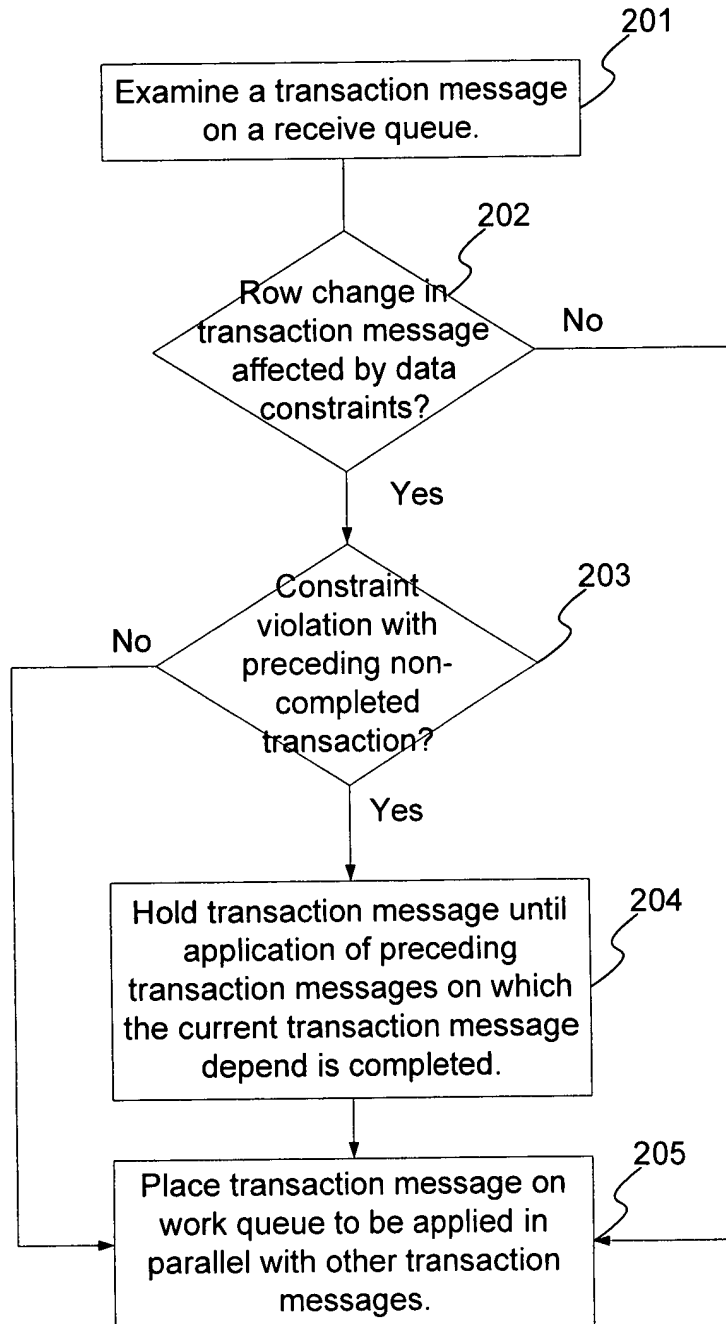 201
Examine a transaction message
on a receive queue.
202
Row change in
transaction message
affected by data
constraints?
No
Yes
Constraint
violation with
preceding non-
completed
transaction?
203
No
Yes
Hold transaction message until
application of preceding
transaction messages on which
the current transaction message
depend is completed.
204
Place transaction message on
work queue to be applied in
parallel with other transaction
messages.
205